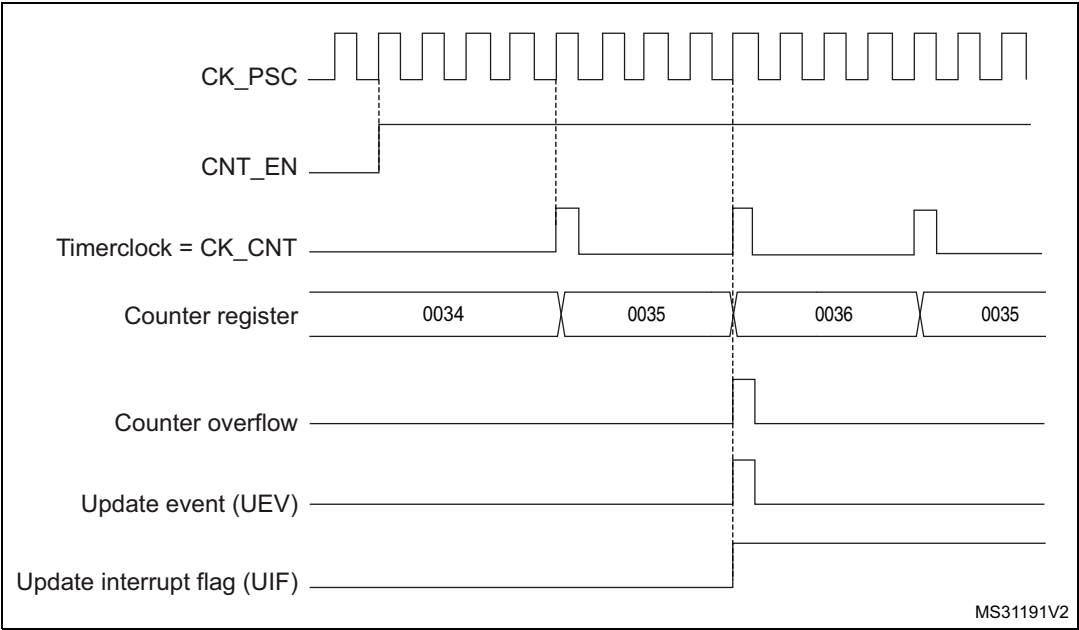 CK_PSC
CNT_EN
Timerclock = CK_CNT
Counter register 0034 0035 0036 0035
Counter overflow
Update event (UEV)
Update interrupt flag (UIF)
MS31191V2